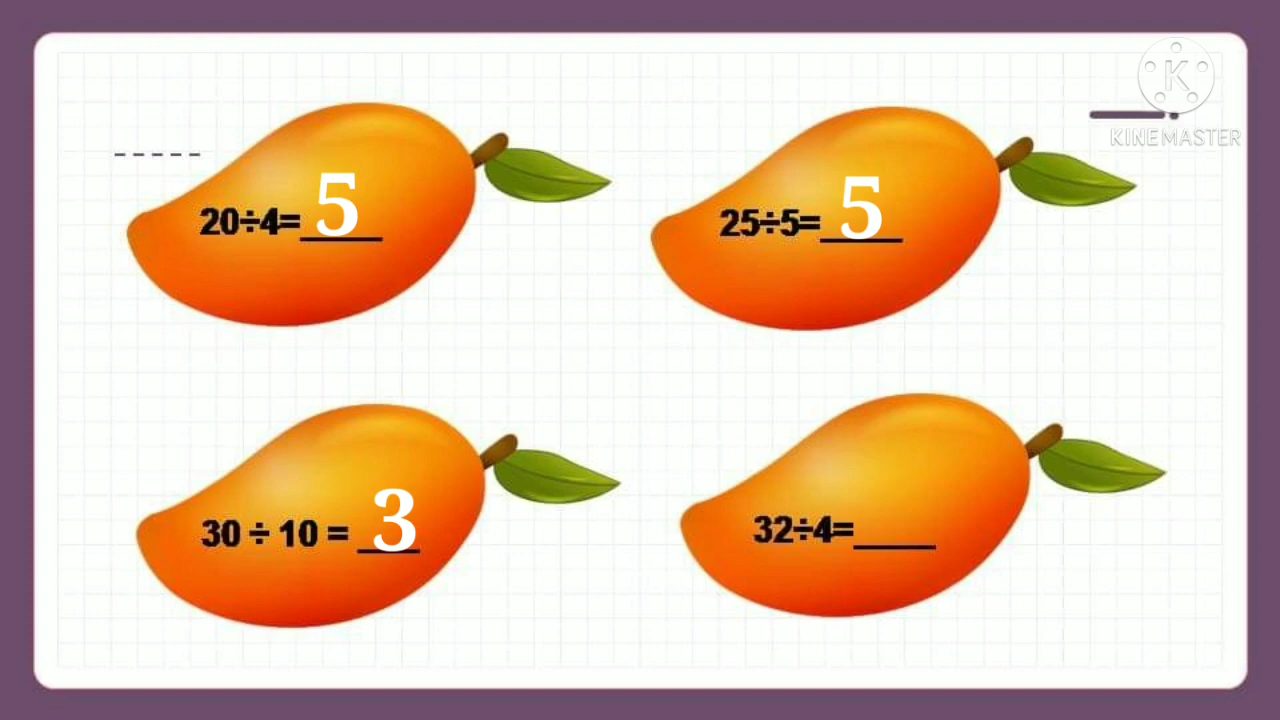 K
KINEMASTER
20÷4= 5
25÷5= 5
30 ÷ 10 = 3
32÷4=____